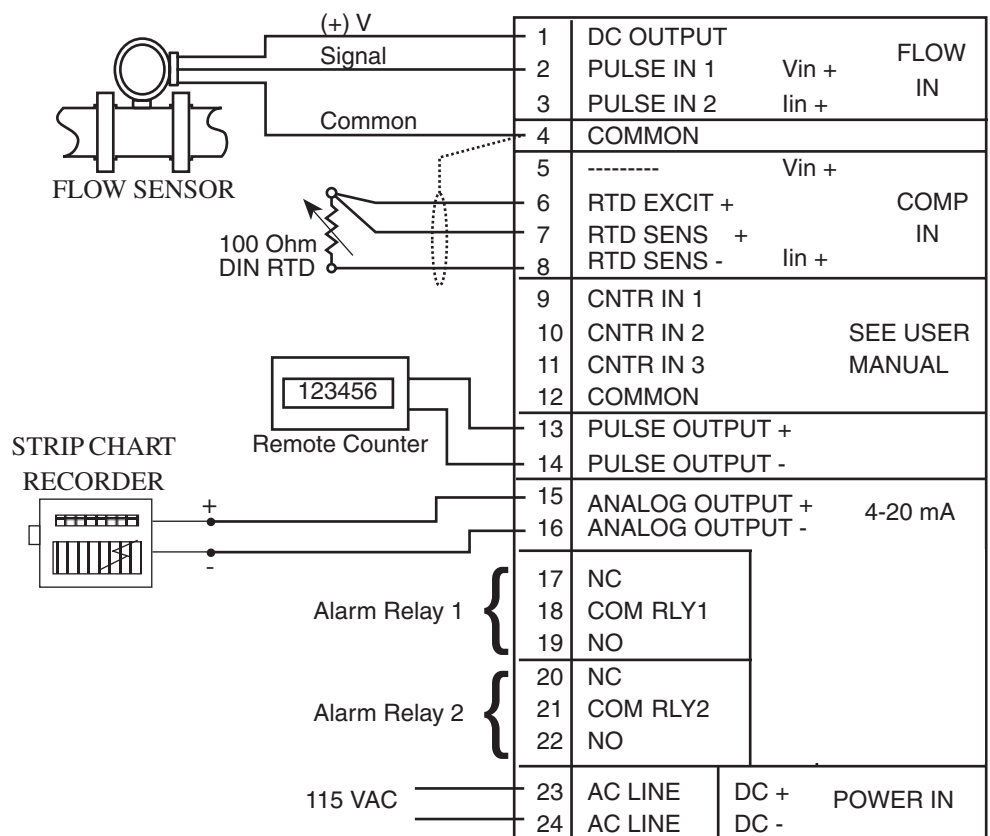 (+) V
Signal
Common
FLOW SENSOR
1 DC OUTPUT
2 PULSE IN 1 Vin +
3 PULSE IN 2 Iin +
FLOW
IN
4 COMMON
5 --------- Vin +
6 RTD EXCIT +
7 RTD SENS +
8 RTD SENS - Iin +
COMP
IN
100 Ohm
DIN RTD
9 CNTR IN 1
10 CNTR IN 2
11 CNTR IN 3
12 COMMON
SEE USER
MANUAL
123456
Remote Counter
13 PULSE OUTPUT +
14 PULSE OUTPUT -
STRIP CHART
RECORDER
+
-
15 ANALOG OUTPUT +
16 ANALOG OUTPUT -
4-20 mA
Alarm Relay 1
17 NC
18 COM RLY1
19 NO
Alarm Relay 2
20 NC
21 COM RLY2
22 NO
115 VAC
23 AC LINE DC +
24 AC LINE DC -
POWER IN